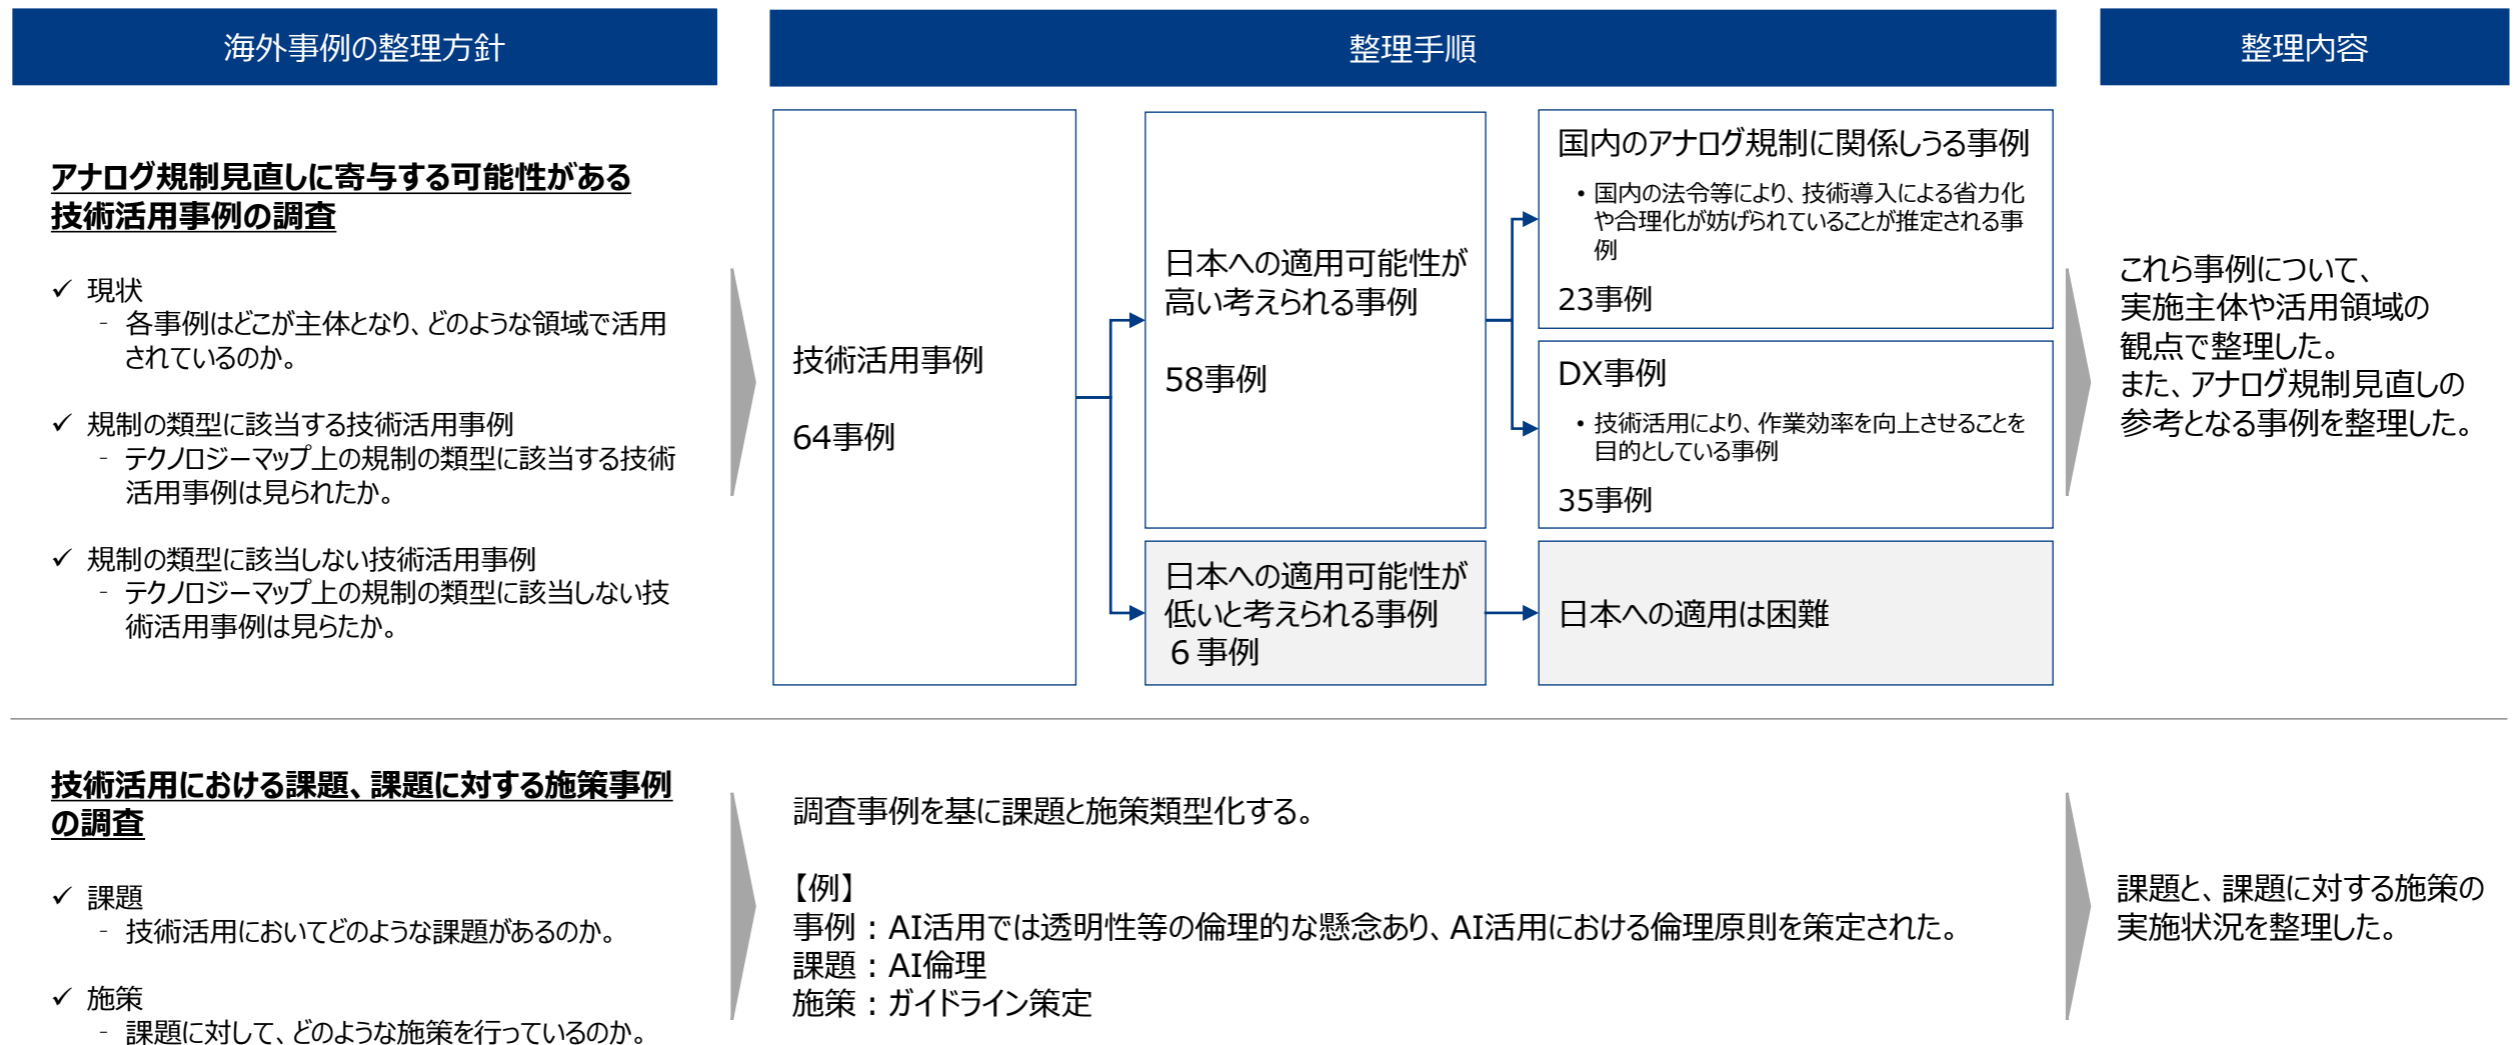 海外事例の整理方針
整理手順
整理内容
アナログ規制見直しに寄与する可能性がある
技術活用事例の調査
✓ 現状
- 各事例はどこが主体となり、どのような領域で活用
されているのか。
✓ 規制の類型に該当する技術活用事例
- テクノロジーマップ上の規制の類型に該当する技術
活用事例は見られたか。
✓ 規制の類型に該当しない技術活用事例
- テクノロジーマップ上の規制の類型に該当しない技
術活用事例は見らたか。
技術活用事例
64事例
日本への適用可能性が
高い考えられる事例
58事例
日本への適用可能性が
低いと考えられる事例
６事例
国内のアナログ規制に関係しうる事例
• 国内の法令等により、技術導入による省力化
や合理化が妨げられていることが推定される事
例
23事例
DX事例
• 技術活用により、作業効率を向上させることを
目的としている事例
35事例
日本への適用は困難
これら事例について、
実施主体や活用領域の
観点で整理した。
また、アナログ規制見直しの
参考となる事例を整理した。
技術活用における課題、課題に対する施策事例
の調査
✓ 課題
- 技術活用においてどのような課題があるのか。
✓ 施策
- 課題に対して、どのような施策を行っているのか。
調査事例を基に課題と施策類型化する。
【例】
事例：AI活用では透明性等の倫理的な懸念あり、AI活用における倫理原則を策定された。
課題：AI倫理
施策：ガイドライン策定
課題と、課題に対する施策の
実施状況を整理した。